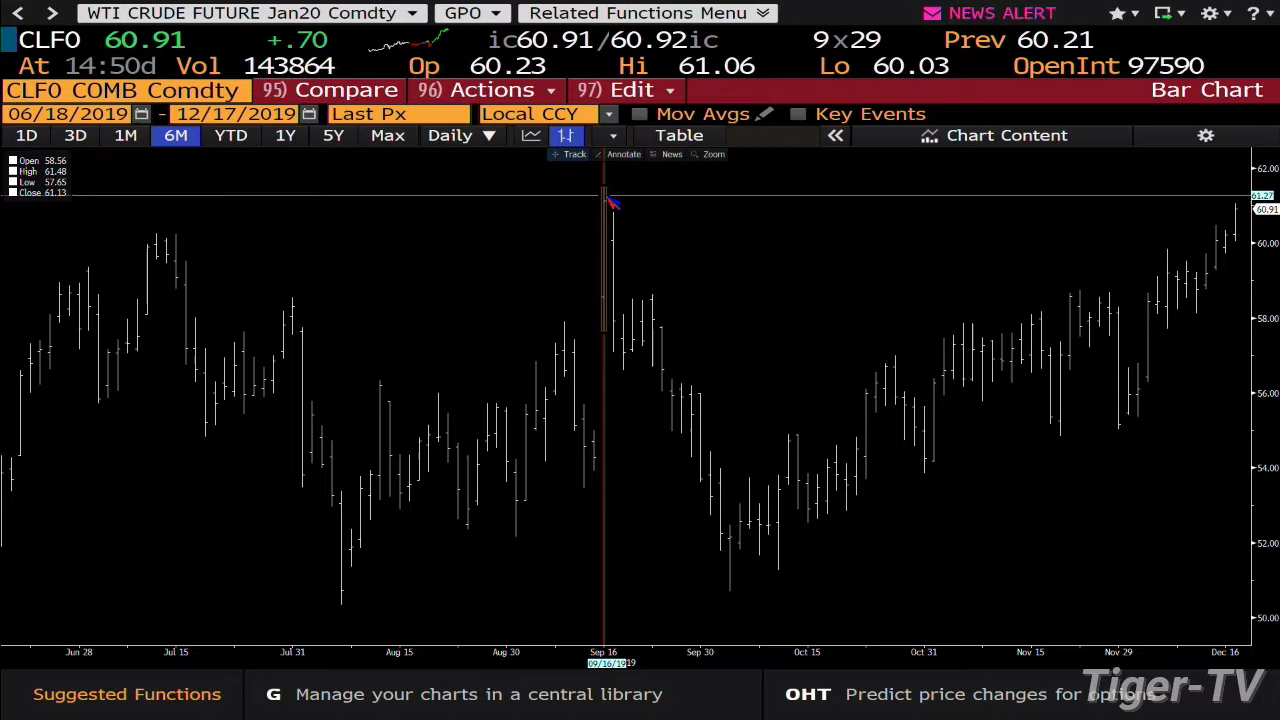 WTI CRUDE FUTURE Jan20 Comdty GPO Related Functions Menu NEWS ALERT ?
CLF0 60.91 +.70 ic60.91/60.92ic 9x29 Prev 60.21
At 14:50d Vol 143864 Op 60.23 Hi 61.06 Lo 60.03 OpenInt 97590
CLF0 COMB Comdty 95) Compare 96) Actions 97) Edit Bar Chart
06/18/2019 - 12/17/2019 Last Px Local CCY Mov Avgs Key Events
1D 3D 1M 6M YTD 1Y 5Y Max Daily Table Chart Content
Track Annotate News Zoom
Open 58.56
High 61.48
Low 57.65
Close 61.13
62.00
61.27
60.91
60.00
58.00
56.00
54.00
52.00
50.00
Jun 28 Jul 15 Jul 31 Aug 15 Aug 30 Sep 16 Sep 30 Oct 15 Oct 31 Nov 15 Nov 29 Dec 16
09/16/19
Suggested Functions G Manage your charts in a central library OHT Predict price changes for options
Tiger-TV